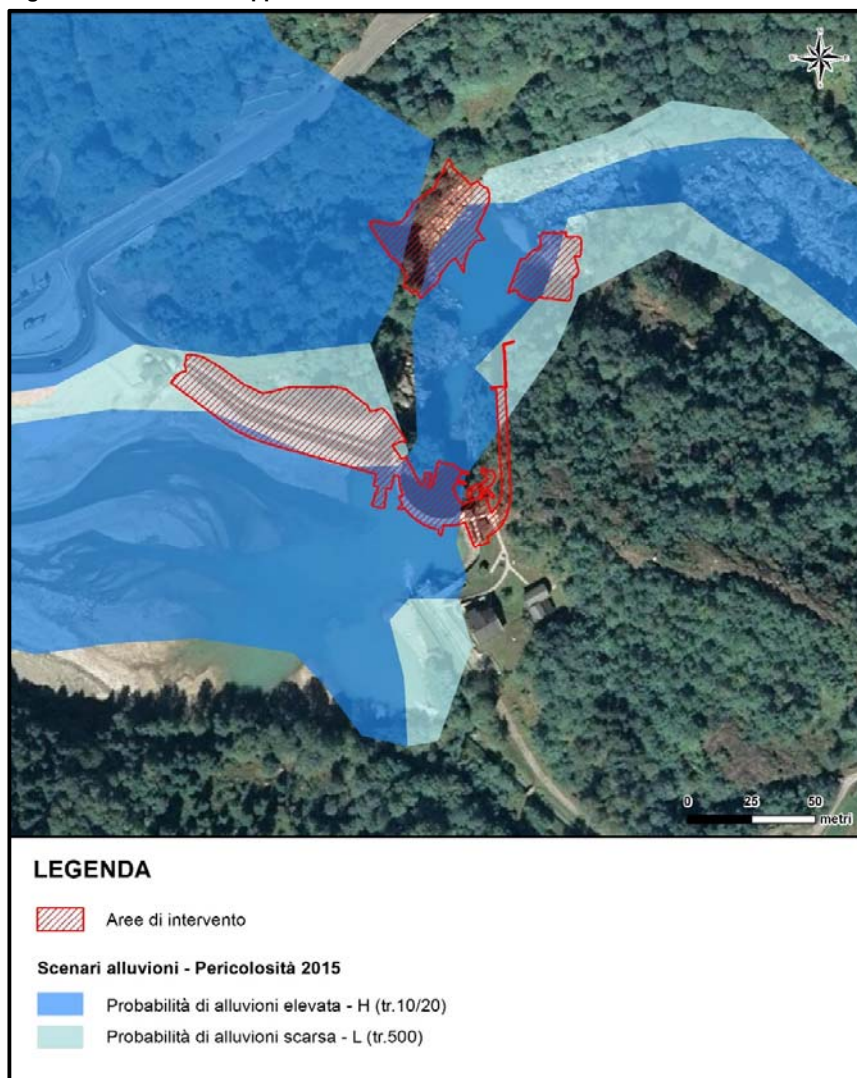 0 25 50
metri
LEGENDA
Aree di intervento
Scenari alluvioni - Pericolosità 2015
Probabilità di alluvioni elevata - H (tr.10/20)
Probabilità di alluvioni scarsa - L (tr.500)